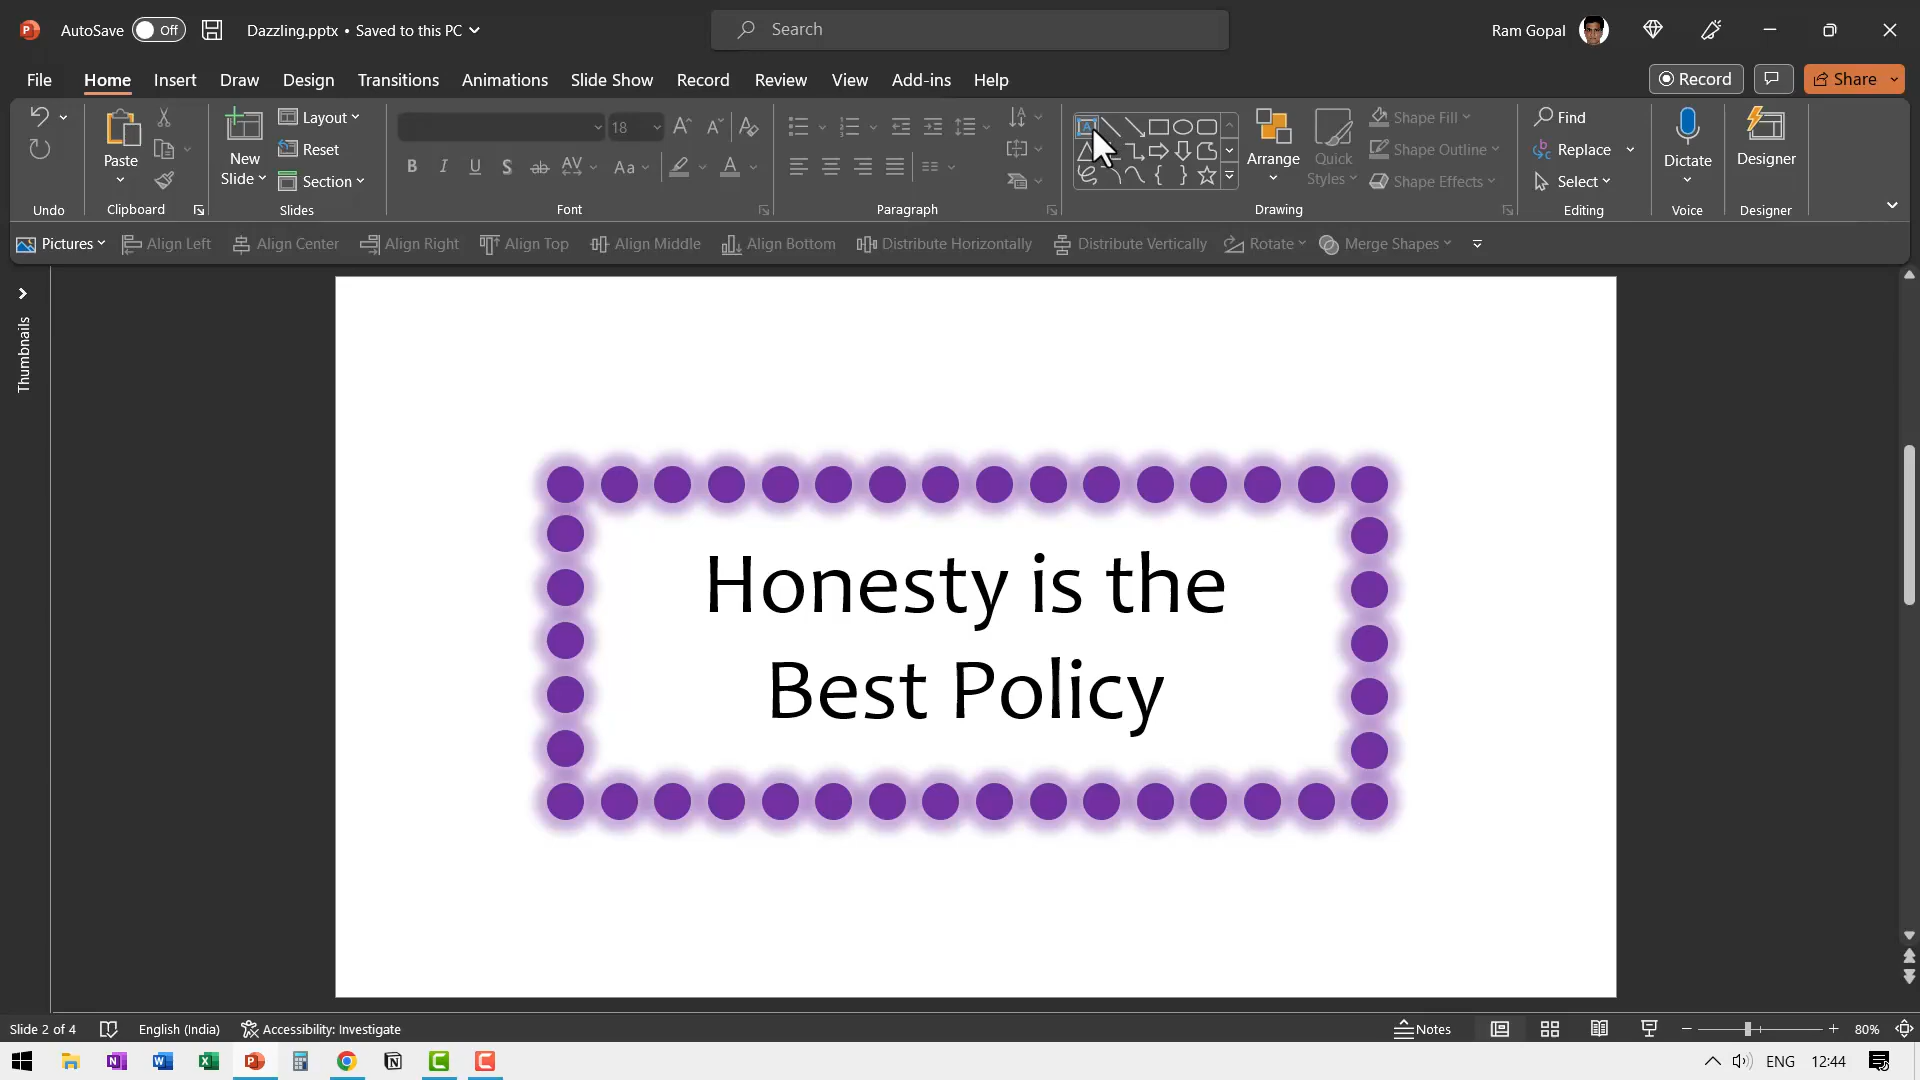 AutoSave Off Dazzling.pptx • Saved to this PC Search Ram Gopal
File Home Insert Draw Design Transitions Animations Slide Show Record Review View Add-ins Help Record Share
Paste New Slide Layout Reset Section 18 Arrange Quick Styles Shape Fill Shape Outline Shape Effects Find Replace Select Dictate Designer
Undo Clipboard Slides Font Paragraph Drawing Editing Voice Designer
Pictures Align Left Align Center Align Right Align Top Align Middle Align Bottom Distribute Horizontally Distribute Vertically Rotate Merge Shapes
Thumbnails
Honesty is the
Best Policy
Slide 2 of 4 English (India) Accessibility: Investigate Notes 80%
ENG 12:44